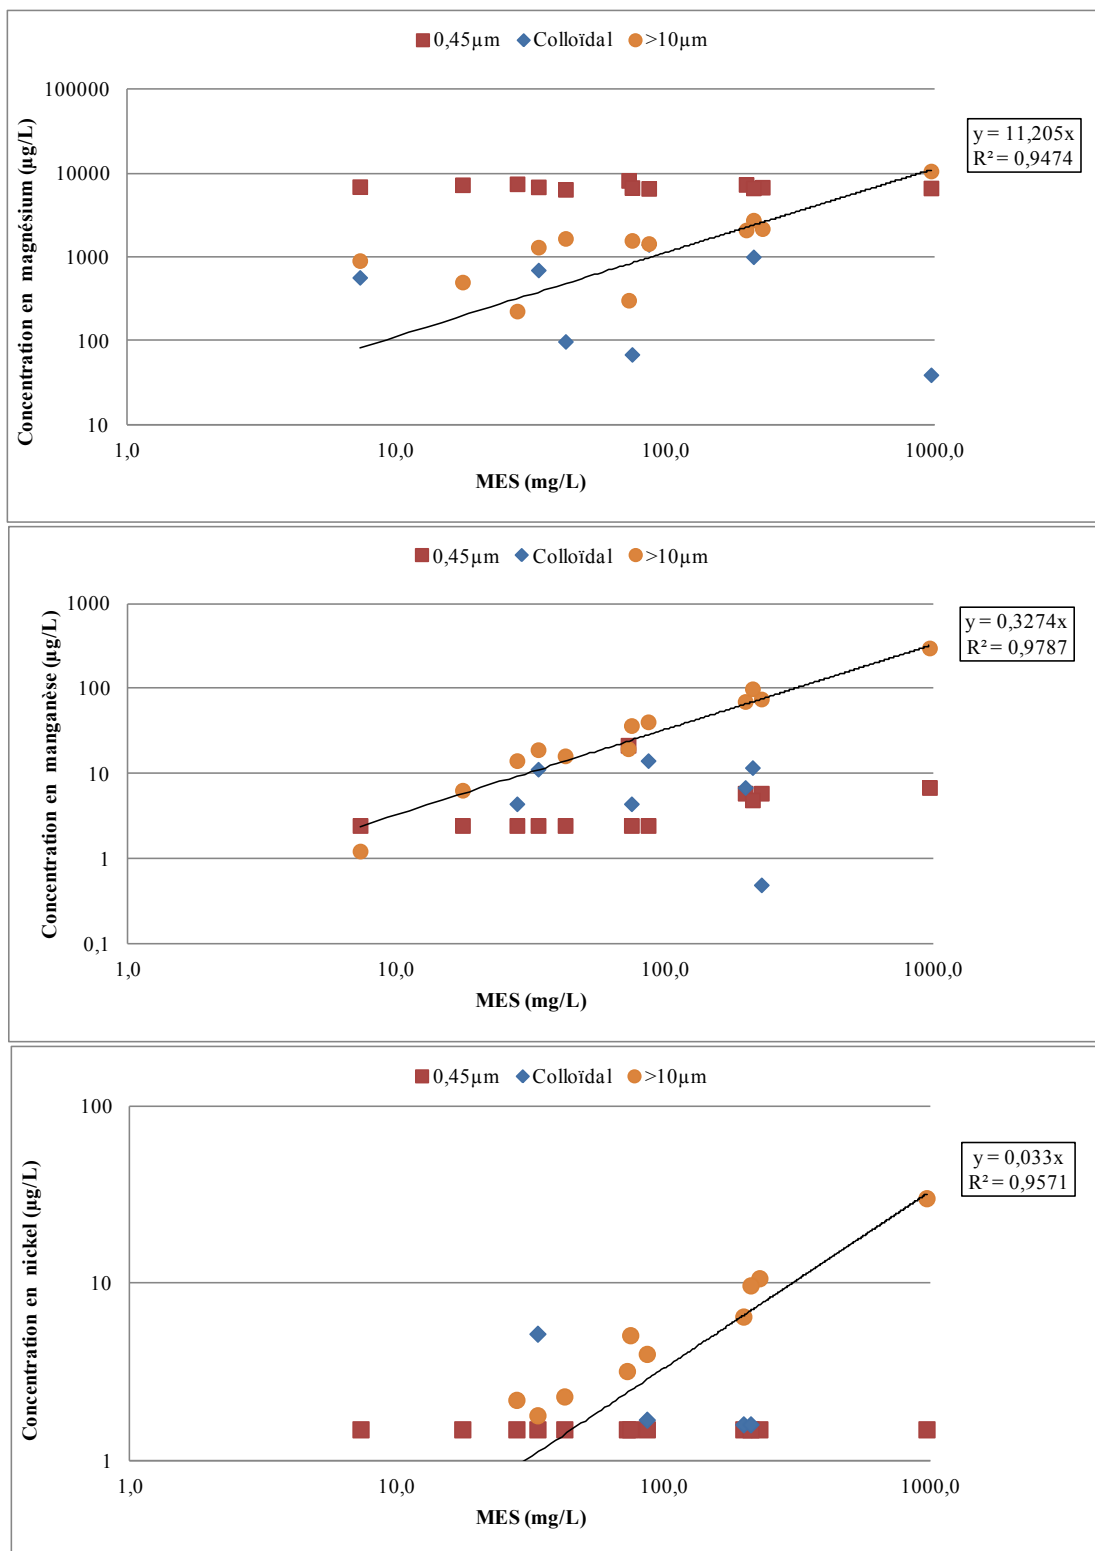 0,45µm Colloïdal >10µm
100000
10000
1000
100
10
Concentration en magnésium (µg/L)
y = 11,205x
R² = 0,9474
1,0 10,0 100,0 1000,0
MES (mg/L)
0,45µm Colloïdal >10µm
1000
100
10
1
0,1
Concentration en manganèse (µg/L)
y = 0,3274x
R² = 0,9787
1,0 10,0 100,0 1000,0
MES (mg/L)
0,45µm Colloïdal >10µm
100
10
1
Concentration en nickel (µg/L)
y = 0,033x
R² = 0,9571
1,0 10,0 100,0 1000,0
MES (mg/L)